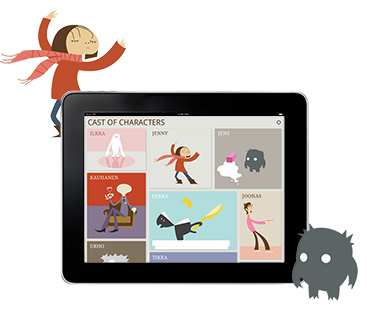 CAST OF CHARACTERS
ILKKA
JENNY
JENS
KAUHANEN
PEKKA
JOONAS
URHO
TIKKA